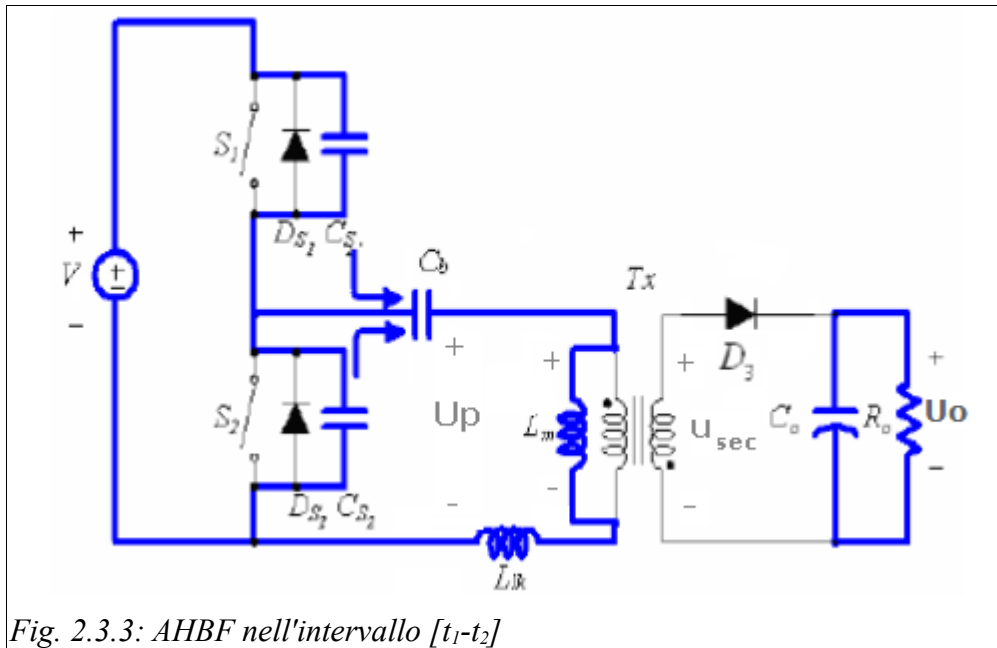 S1
DS1 CS1
+
V
−
Cb
Tx
+
Up
−
+
Lm
−
+
usec
−
D3
Co
Ro
+
Uo
−
S2
DS2 CS2
Llk
Fig. 2.3.3: AHBF nell'intervallo [t1-t2]